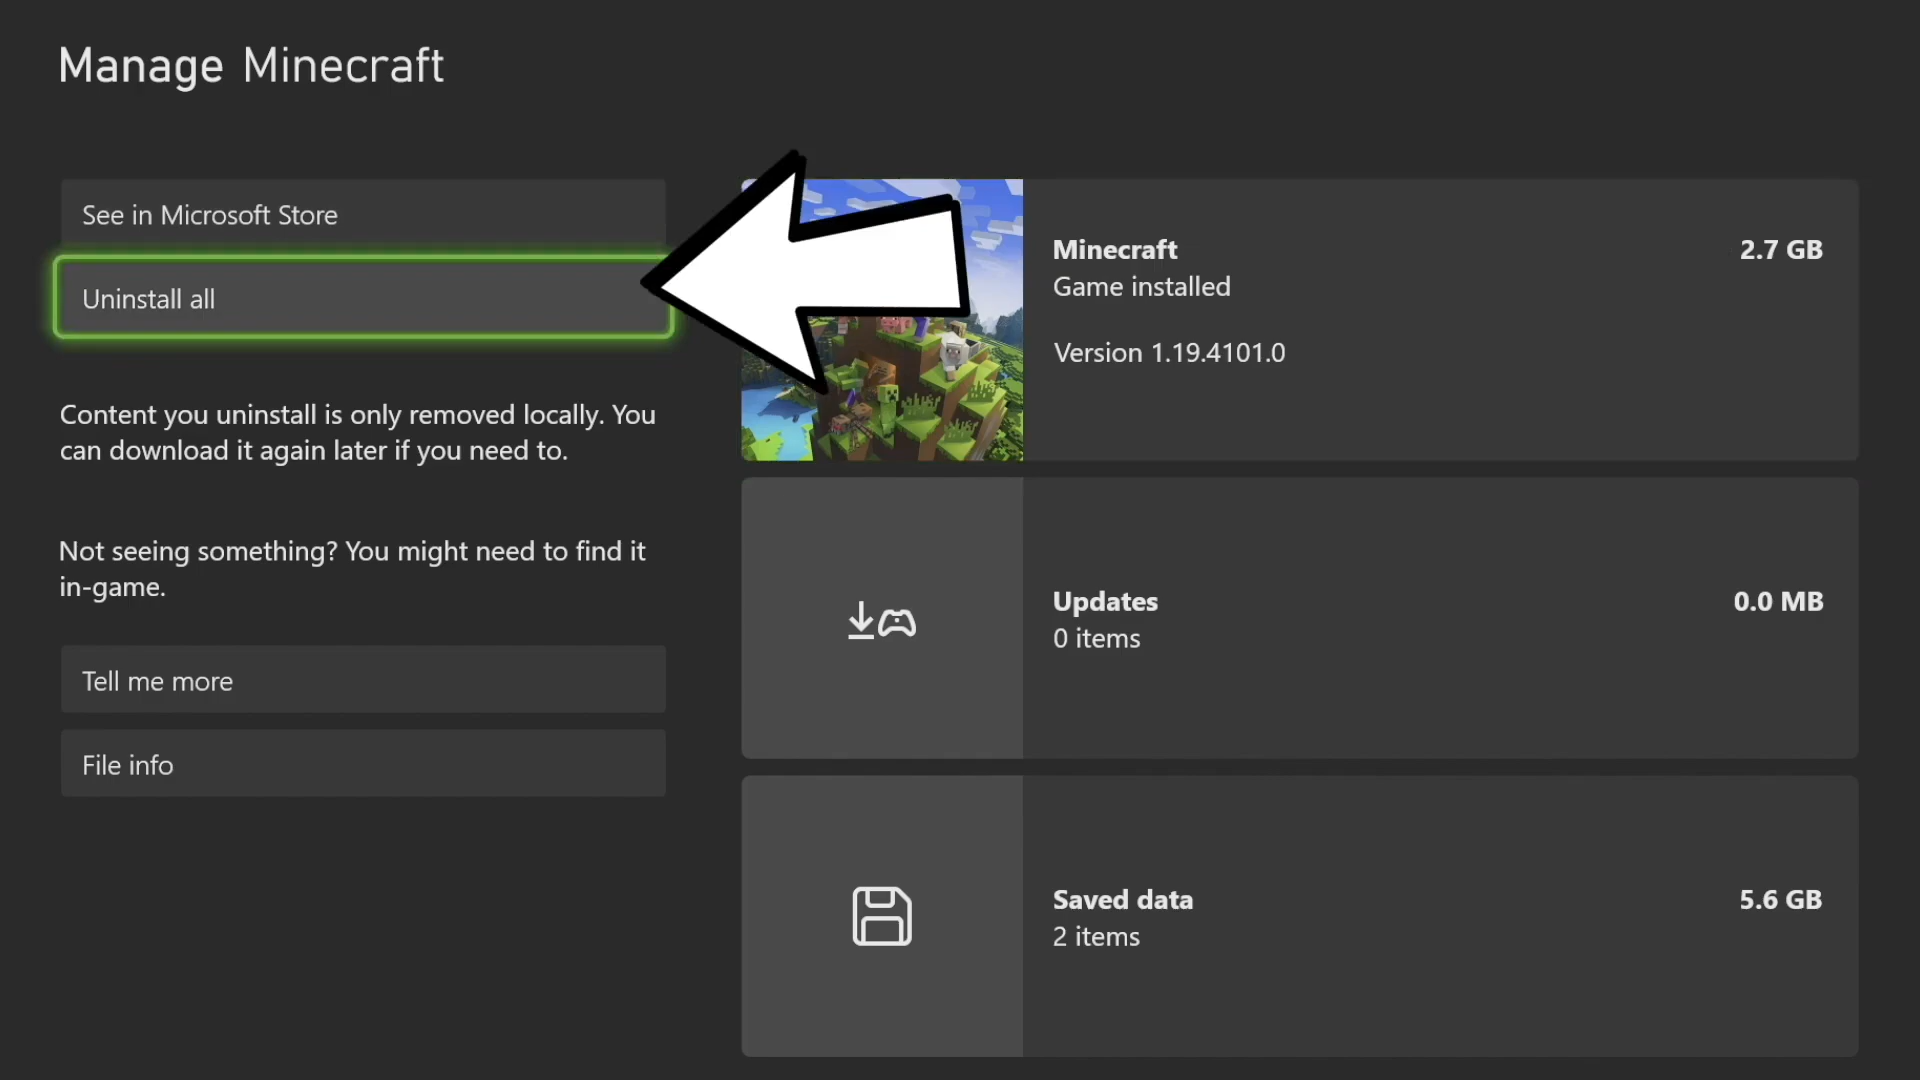 Manage Minecraft
See in Microsoft Store
Uninstall all
Content you uninstall is only removed locally. You
can download it again later if you need to.
Not seeing something? You might need to find it
in-game.
Tell me more
File info
Minecraft 2.7 GB
Game installed
Version 1.19.4101.0
Updates 0.0 MB
0 items
Saved data 5.6 GB
2 items